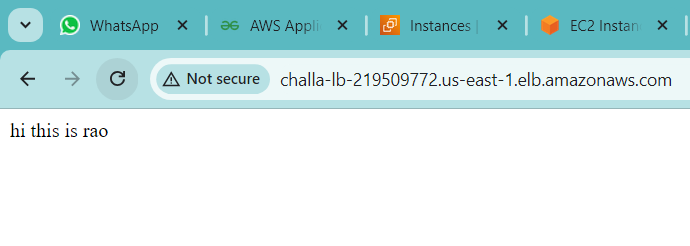 WhatsApp
AWS Appli
Instances |
EC2 Instan
Not secure
challa-lb-219509772.us-east-1.elb.amazonaws.com
hi this is rao